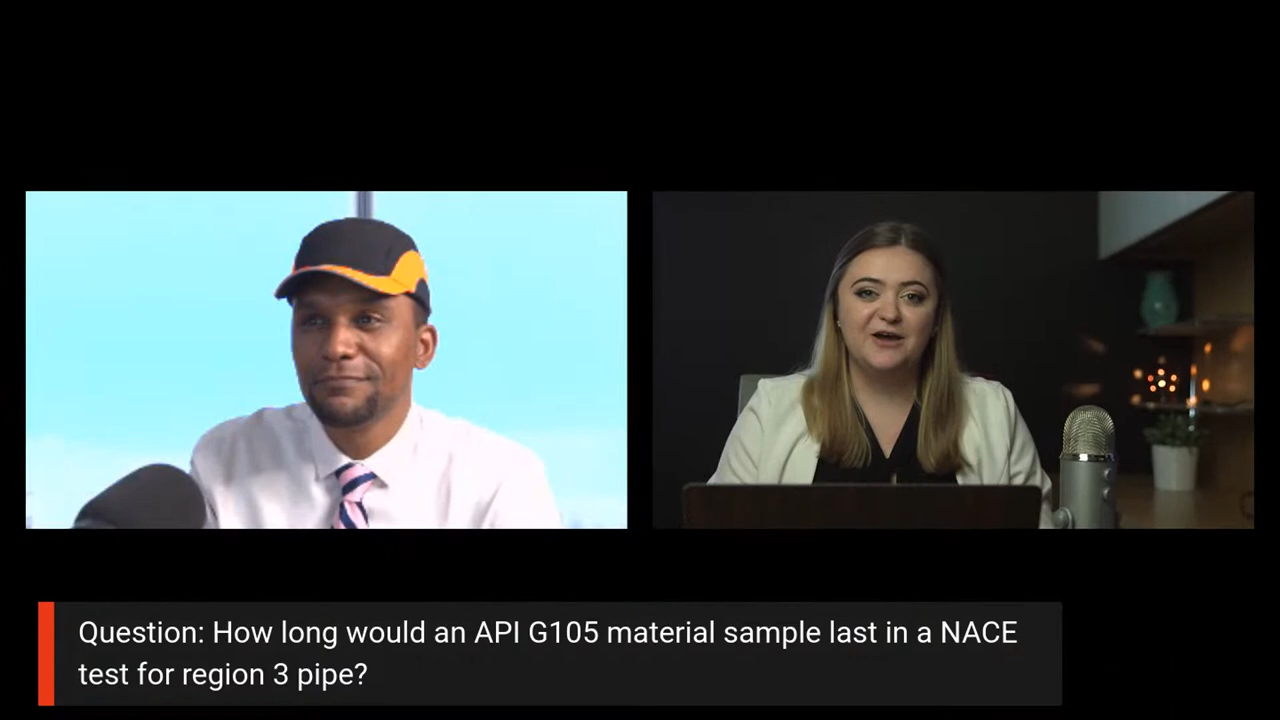 Question: How long would an API G105 material sample last in a NACE
test for region 3 pipe?